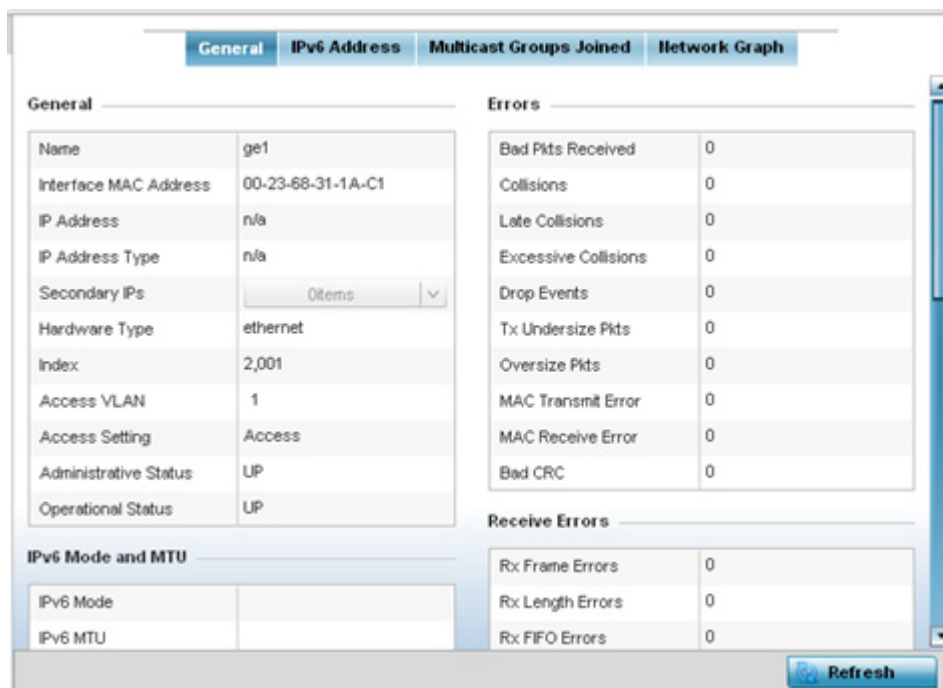 General IPv6 Address Multicast Groups Joined Network Graph
General
Name ge1
Interface MAC Address 00-23-68-31-1A-C1
IP Address n/a
IP Address Type n/a
Secondary IPs 0items
Hardware Type ethernet
Index 2,001
Access VLAN 1
Access Setting Access
Administrative Status UP
Operational Status UP
IPv6 Mode and MTU
IPv6 Mode
IPv6 MTU
Errors
Bad Pkts Received 0
Collisions 0
Late Collisions 0
Excessive Collisions 0
Drop Events 0
Tx Undersize Pkts 0
Oversize Pkts 0
MAC Transmit Error 0
MAC Receive Error 0
Bad CRC 0
Receive Errors
Rx Frame Errors 0
Rx Length Errors 0
Rx FIFO Errors 0
Refresh